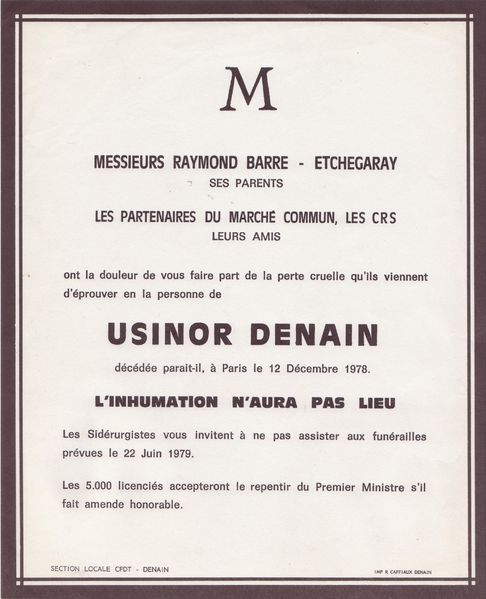 M
MESSIEURS RAYMOND BARRE - ETCHEGARAY
SES PARENTS
LES PARTENAIRES DU MARCHÉ COMMUN, LES CRS
LEURS AMIS
ont la douleur de vous faire part de la perte cruelle qu'ils viennent
d'éprouver en la personne de
USINOR DENAIN
décédée parait-il, à Paris le 12 Décembre 1978.
L'INHUMATION N'AURA PAS LIEU
Les Sidérurgistes vous invitent à ne pas assister aux funérailles
prévues le 22 Juin 1979.
Les 5.000 licenciés accepteront le repentir du Premier Ministre s'il
fait amende honorable.
SECTION LOCALE CFDT - DENAIN
IMP R CAFFIAUX DENAIN